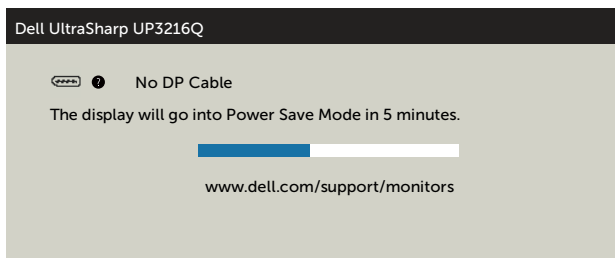 Dell UltraSharp UP3216Q
? No DP Cable
The display will go into Power Save Mode in 5 minutes.
www.dell.com/support/monitors